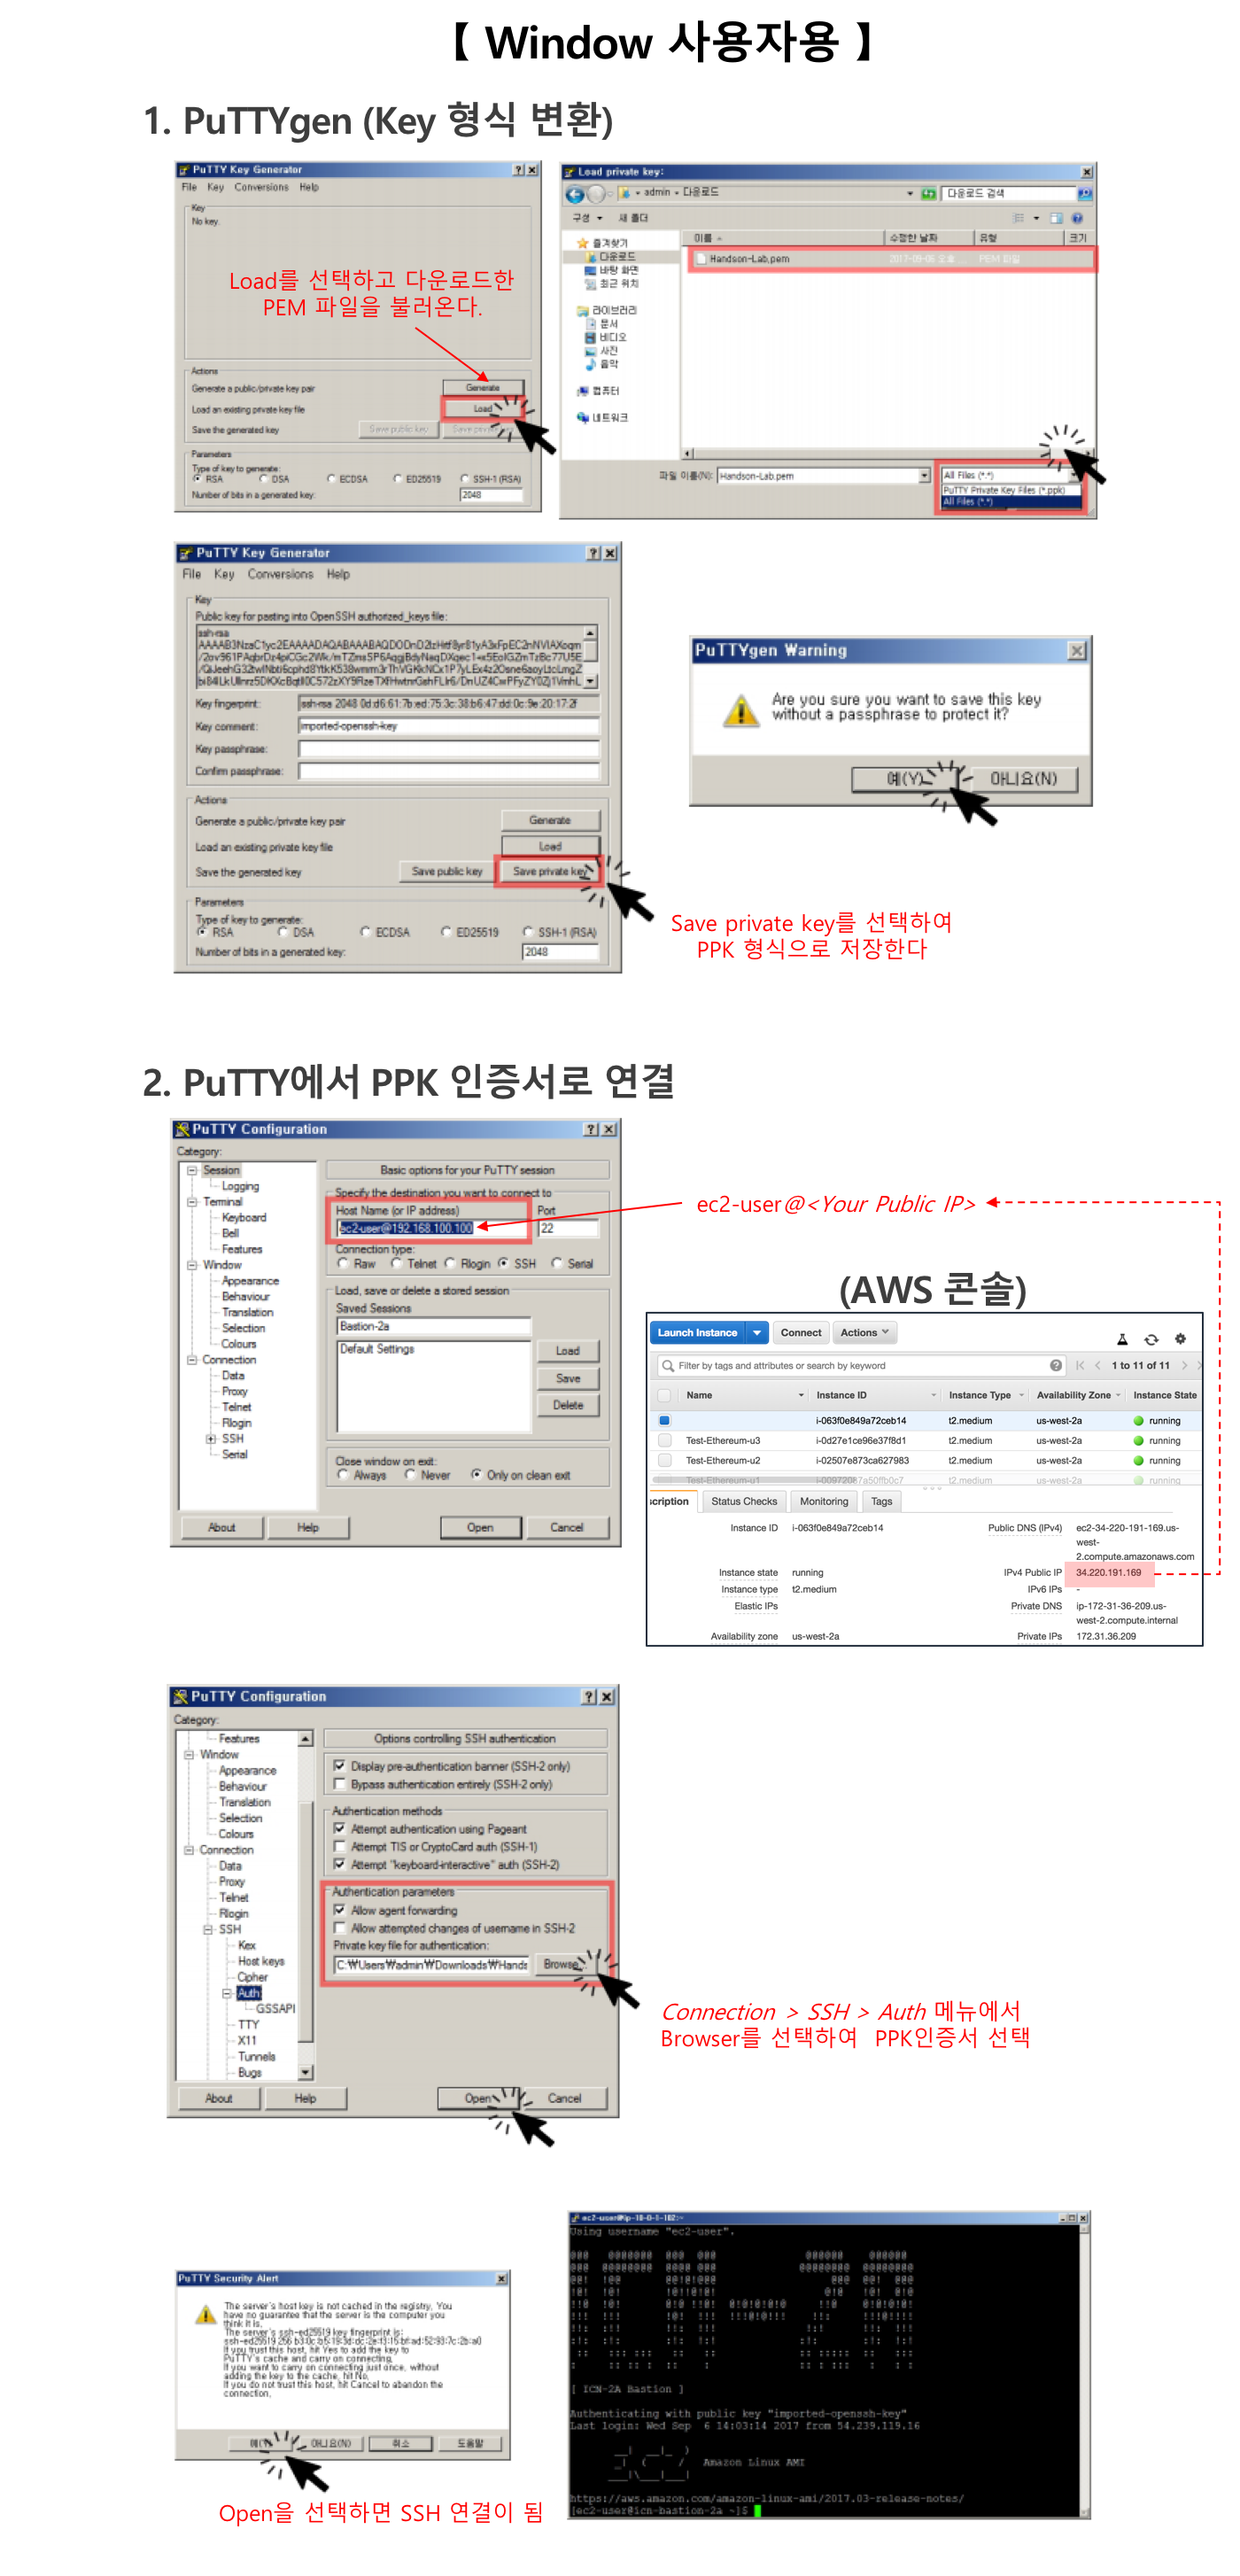 【 Window 사용자용 】
1. PuTTYgen (Key 형식 변환)
PuTTY Key Generator
File Key Conversions Help
Key
No key.
Load를 선택하고 다운로드한
PEM 파일을 불러온다.
Actions
Generate a public/private key pair
Generate
Load an existing private key file
Load
Save the generated key
Save public key
Save private key
Parameters
Type of key to generate:
RSA DSA ECDSA ED25519 SSH-1 (RSA)
Number of bits in a generated key:
2048
Load private key:
admin 다운로드
다운로드 검색
구성 새 폴더
이름 수정한 날짜 유형 크기
Handson-Lab.pem 2017-09-06 오후 ... PEM 파일
즐겨찾기
다운로드
바탕 화면
최근 위치
라이브러리
문서
비디오
사진
음악
컴퓨터
네트워크
파일 이름(N): Handson-Lab.pem
All Files (*.*)
PuTTY Private Key Files (*.ppk)
All Files (*.*)
PuTTY Key Generator
File Key Conversions Help
Key
Public key for pasting into OpenSSH authorized_keys file:
ssh-rsa
Key fingerprint: ssh-rsa 2048 0d:d6:61:7b:ed:75:3c:38:b6:47:dd:0c:9e:20:17:2f
Key comment: imported-openssh-key
Key passphrase:
Confirm passphrase:
Actions
Generate a public/private key pair
Generate
Load an existing private key file
Load
Save the generated key
Save public key
Save private key
Parameters
Type of key to generate:
RSA DSA ECDSA ED25519 SSH-1 (RSA)
Number of bits in a generated key:
2048
PuTTYgen Warning
Are you sure you want to save this key
without a passphrase to protect it?
예(Y) 아니요(N)
Save private key를 선택하여
PPK 형식으로 저장한다
2. PuTTY에서 PPK 인증서로 연결
PuTTY Configuration
Category:
Session
Logging
Terminal
Keyboard
Bell
Features
Window
Appearance
Behaviour
Translation
Selection
Colours
Connection
Data
Proxy
Telnet
Rlogin
SSH
Serial
Basic options for your PuTTY session
Specify the destination you want to connect to
Host Name (or IP address) Port
ec2-user@192.168.100.100 22
Connection type:
Raw Telnet Rlogin SSH Serial
Load, save or delete a stored session
Saved Sessions
Bastion-2a
Default Settings
Load
Save
Delete
Close window on exit:
Always Never Only on clean exit
About Help Open Cancel
ec2-user@<Your Public IP>
(AWS 콘솔)
Launch Instance Connect Actions
Filter by tags and attributes or search by keyword
1 to 11 of 11
Name Instance ID Instance Type Availability Zone Instance State
i-063f0e849a72ceb14 t2.medium us-west-2a running
Test-Ethereum-u3 i-0d27e1ce96e37f8d1 t2.medium us-west-2a running
Test-Ethereum-u2 i-02507e873ca627983 t2.medium us-west-2a running
Test-Ethereum-u1 i-0097208 7a50ffb0c7 t2.medium us-west-2a running
scription Status Checks Monitoring Tags
Instance ID i-063f0e849a72ceb14
Public DNS (IPv4) ec2-34-220-191-169.us-
west-
2.compute.amazonaws.com
Instance state running
IPv4 Public IP 34.220.191.169
Instance type t2.medium
IPv6 IPs -
Elastic IPs
Private DNS ip-172-31-36-209.us-
west-2.compute.internal
Availability zone us-west-2a
Private IPs 172.31.36.209
PuTTY Configuration
Category:
Features
Window
Appearance
Behaviour
Translation
Selection
Colours
Connection
Data
Proxy
Telnet
Rlogin
SSH
Kex
Host keys
Cipher
Auth
GSSAPI
TTY
X11
Tunnels
Bugs
Options controlling SSH authentication
Display pre-authentication banner (SSH-2 only)
Bypass authentication entirely (SSH-2 only)
Authentication methods
Attempt authentication using Pageant
Attempt TIS or CryptoCard auth (SSH-1)
Attempt "keyboard-interactive" auth (SSH-2)
Authentication parameters
Allow agent forwarding
Allow attempted changes of username in SSH-2
Private key file for authentication:
C:₩Users₩admin₩Downloads₩Hands
Browse...
About Help Open Cancel
Connection > SSH > Auth 메뉴에서
Browser를 선택하여 PPK인증서 선택
PuTTY Security Alert
The server's host key is not cached in the registry. You
have no guarantee that the server is the computer you
think it is.
The server's ssh-ed25519 key fingerprint is:
ssh-ed25519 256 b3:0c:b5:19:3d:dc:2e:f3:15:bf:ad:52:93:7c:2b:a0
If you trust this host, hit Yes to add the key to
PuTTY's cache and carry on connecting.
If you want to carry on connecting just once, without
adding the key to the cache, hit No.
If you do not trust this host, hit Cancel to abandon the
connection.
예(Y) 아니요(N) 취소 도움말
Open을 선택하면 SSH 연결이 됨
ec2-user@ip-10-0-1-102:~
Using username "ec2-user".
[ ICN-2A Bastion ]
Authenticating with public key "imported-openssh-key"
Last login: Wed Sep 6 14:03:14 2017 from 54.239.119.16
Amazon Linux AMI
https://aws.amazon.com/amazon-linux-ami/2017.03-release-notes/
[ec2-user@icn-bastion-2a ~]$